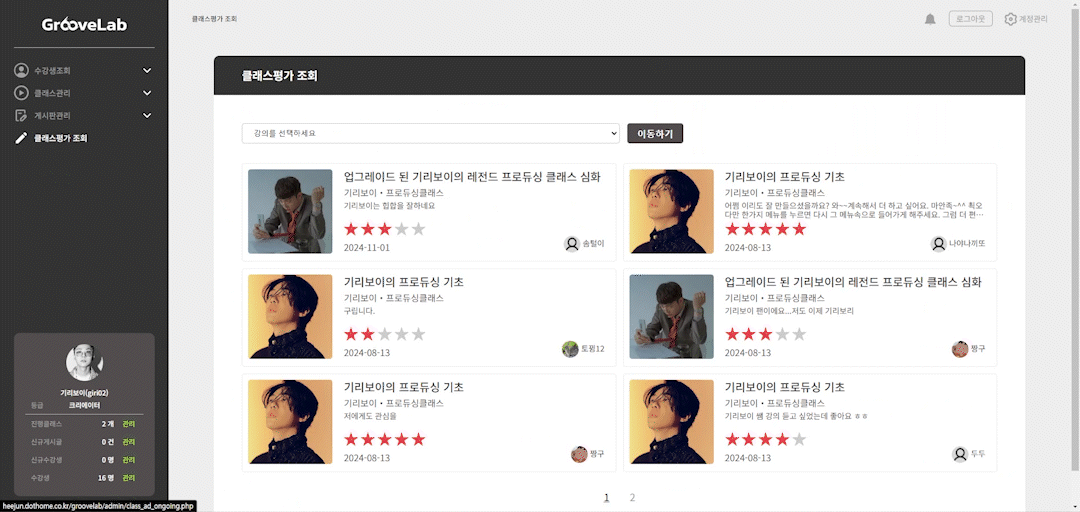 GrooveLab
수강생조회
클래스관리
게시판관리
클래스평가 조회
기리보이(giri02)
등급 크리에이터
진행클래스 2 개 관리
신규게시글 0 건 관리
신규수강생 0 명 관리
수강생 16 명 관리
heejun.dothome.co.kr/groovelab/admin/class_ad_ongoing.php
클래스평가 조회
로그아웃
계정관리
클래스평가 조회
강의를 선택하세요
이동하기
업그레이드 된 기리보이의 레전드 프로듀싱 클래스 심화
기리보이 • 프로듀싱클래스
기리보이는 힙합을 잘하네요
2024-11-01
솜털이
기리보이의 프로듀싱 기초
기리보이 • 프로듀싱클래스
어쩜 이리도 잘 만들으셨을까요? 와~~계속해서 더 하고 싶어요. 마안족~^^ 쵝오
다만 한가지 메뉴를 누르면 다시 그 메뉴속으로 들어가게 해주세요. 그럼 더 편…
2024-08-13
나야나끼또
기리보이의 프로듀싱 기초
기리보이 • 프로듀싱클래스
구립니다.
2024-08-13
토찜12
업그레이드 된 기리보이의 레전드 프로듀싱 클래스 심화
기리보이 • 프로듀싱클래스
기리보이 팬이에요...저도 이제 기리보리
2024-08-13
짱구
기리보이의 프로듀싱 기초
기리보이 • 프로듀싱클래스
저에게도 관심을
2024-08-13
짱구
기리보이의 프로듀싱 기초
기리보이 • 프로듀싱클래스
기리보이 쌤 강의 듣고 싶었는데 좋아요 ㅎㅎ
2024-08-13
두두
1 2